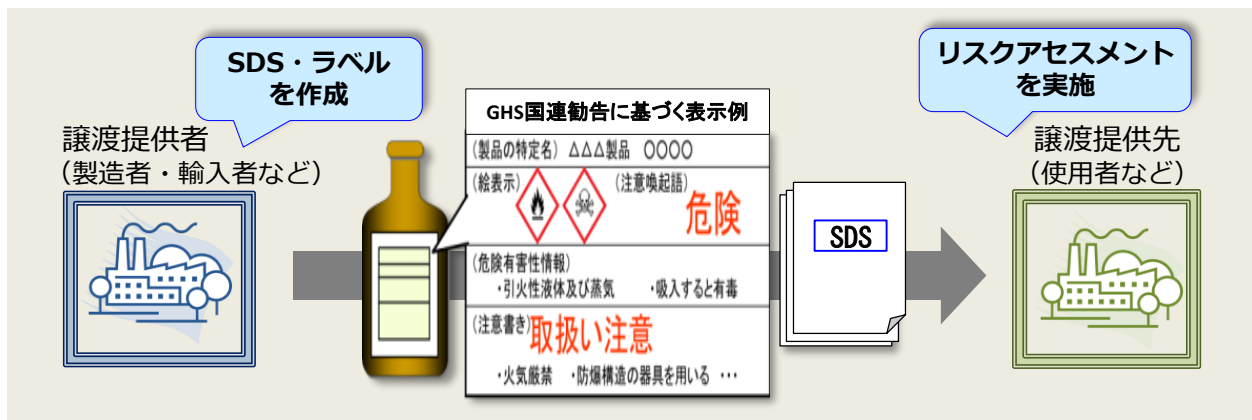 SDS・ラベル
を作成
リスクアセスメント
を実施
譲渡提供者
（製造者・輸入者など）
GHS国連勧告に基づく表示例
(製品の特定名) △△△製品 〇〇〇〇
(絵表示)
(注意喚起語)
危険
(危険有害性情報)
・引火性液体及び蒸気 ・吸入すると有毒
(注意書き)取扱い注意
・火気厳禁 ・防爆構造の器具を用いる ・・・
SDS
譲渡提供先
（使用者など）